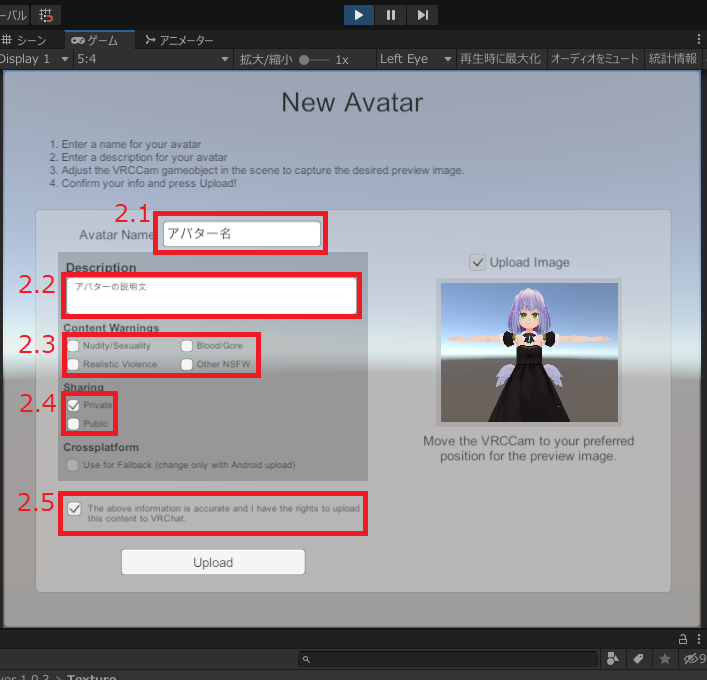 ーバル
シーン ゲーム アニメーター
Display 1 5:4 拡大/縮小 1x Left Eye 再生時に最大化 オーディオをミュート 統計情報
New Avatar
1. Enter a name for your avatar
2. Enter a description for your avatar
3. Adjust the VRCCam gameobject in the scene to capture the desired preview image.
4. Confirm your info and press Upload!
2.1
Avatar Name アバター名
Description
2.2
アバターの説明文
Content Warnings
2.3
Nudity/Sexuality Blood/Gore
Realistic Violence Other NSFW
Sharing
2.4
Private
Public
Crossplatform
Use for Fallback (change only with Android upload)
2.5
The above information is accurate and I have the rights to upload
this content to VRChat.
Upload
Upload Image
Move the VRCCam to your preferred
position for the preview image.
9
ver 1.0.3 > Texture